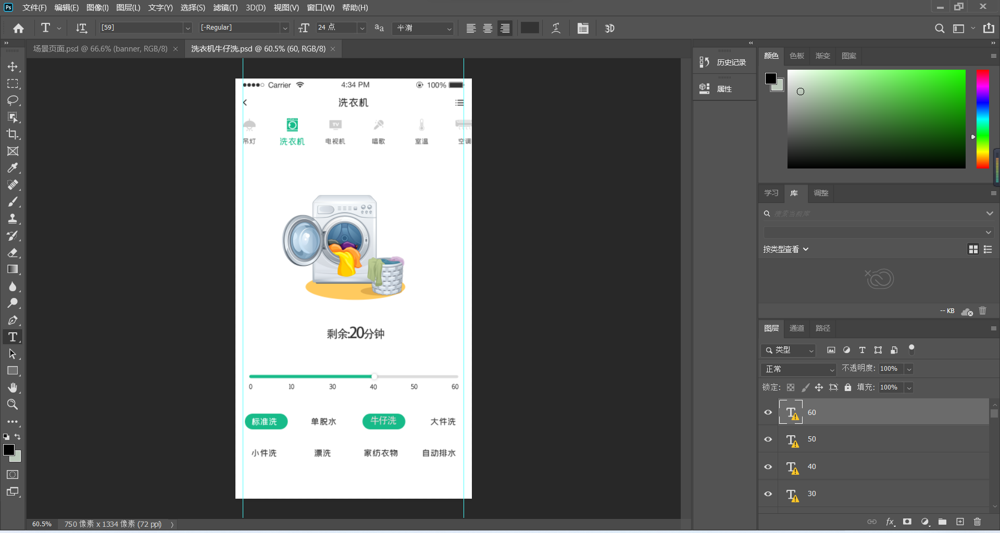 Ps 文件(F) 编辑(E) 图像(I) 图层(L) 文字(Y) 选择(S) 滤镜(T) 3D(D) 视图(V) 窗口(W) 帮助(H)
T [59] [-Regular] 24 点 aa 平滑 3D
场景页面.psd @ 66.6% (banner, RGB/8) × 洗衣机牛仔洗.psd @ 60.5% (60, RGB/8) ×
Carrier 4:34 PM 100%
洗衣机
TV
吊灯 洗衣机 电视机 唱歌 室温 空调
剩余:20分钟
0 10 30 40 50 60
标准洗 单脱水 牛仔洗 大件洗
小件洗 漂洗 家纺衣物 自动排水
60.5% 750 像素 x 1334 像素 (72 ppi)
历史记录
属性
颜色 色板 渐变 图案
学习 库 调整
搜索当前库
按类型查看
-- KB
图层 通道 路径
类型
正常 不透明度: 100%
锁定: 填充: 100%
T 60
T 50
T 40
T 30
fx